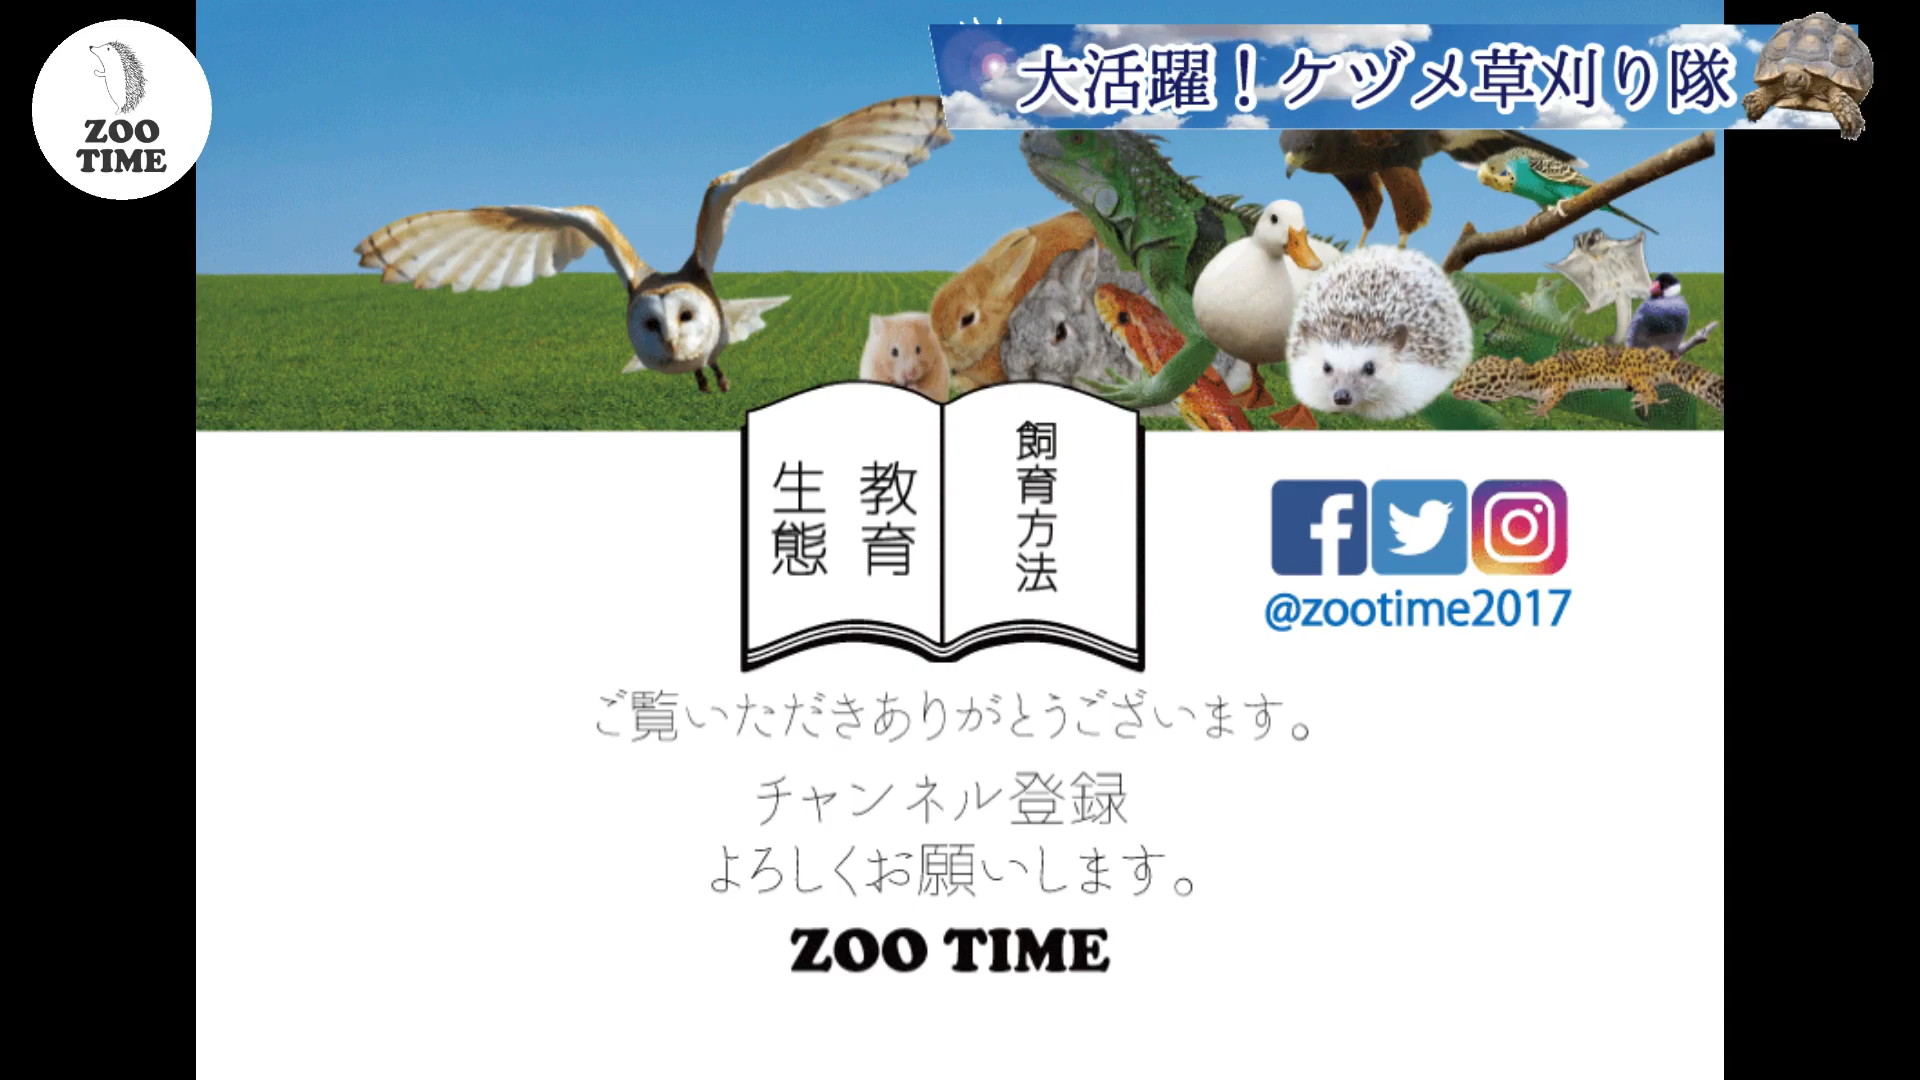 ZOO
TIME
大活躍！ケヅメ草刈り隊
教育
生態
飼育方法
@zootime2017
ご覧いただきありがとうございます。
チャンネル登録
よろしくお願いします。
ZOO TIME